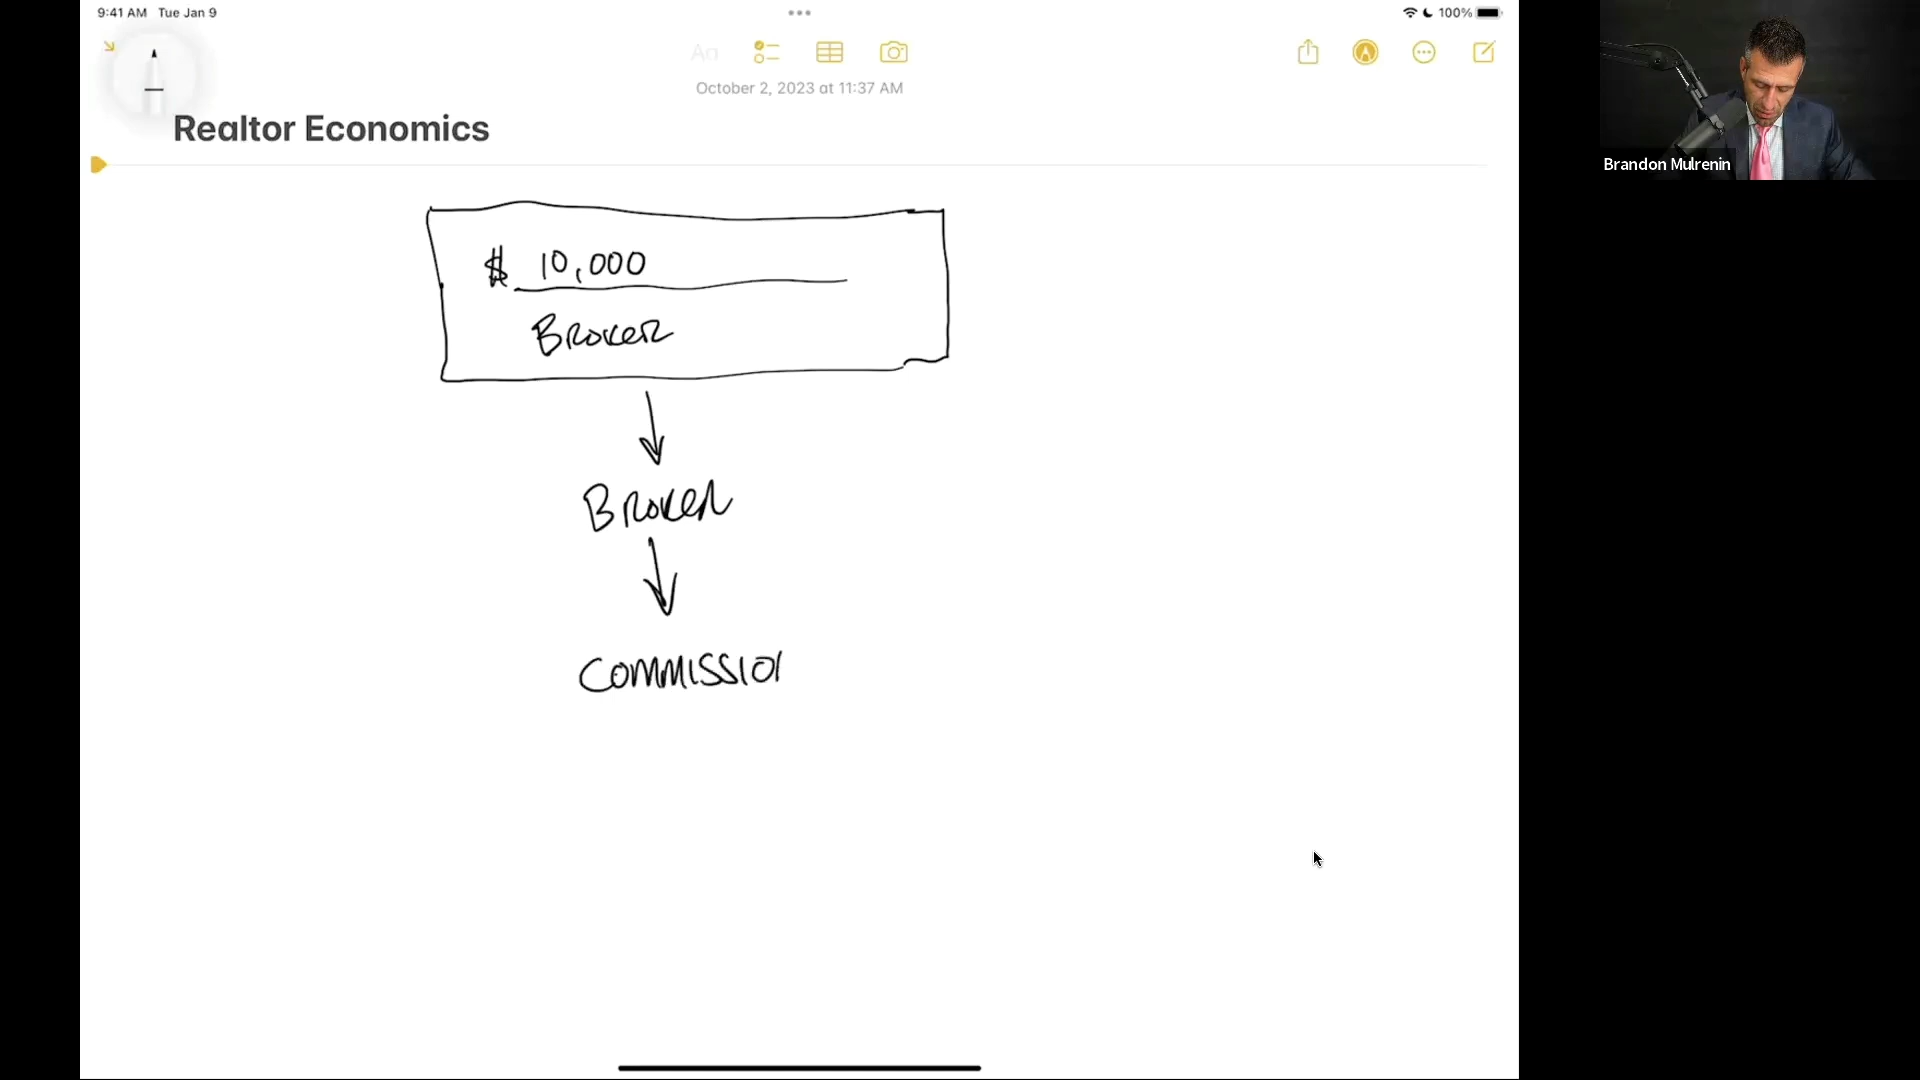 9:41 AM Tue Jan 9
100%
Aa
October 2, 2023 at 11:37 AM
Realtor Economics
$ 10,000
Broker
Broker
Commission
Brandon Mulrenin